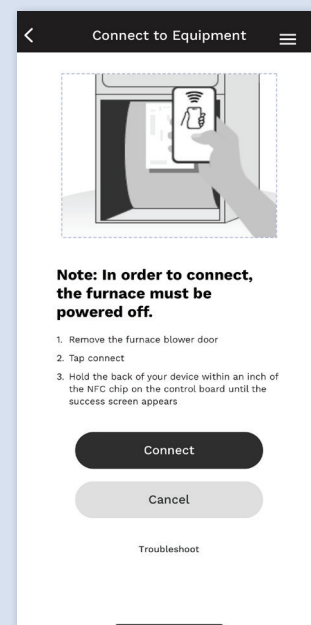 Connect to Equipment
Note: In order to connect,
the furnace must be
powered off.
1. Remove the furnace blower door
2. Tap connect
3. Hold the back of your device within an inch of
the NFC chip on the control board until the
success screen appears
Connect
Cancel
Troubleshoot